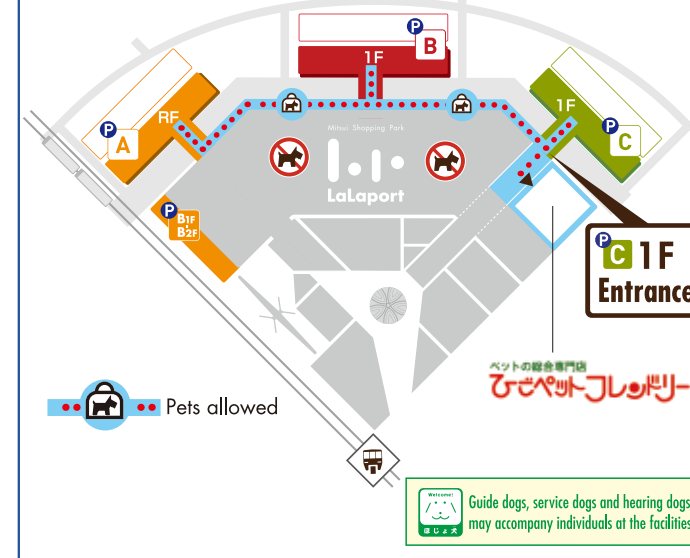 P
B
1F
RF
P
A
1F
P
C
Mitsui Shopping Park
LaLaport
P
B1F
B2F
P
C 1F
Entrance
ペットの総合専門店
ひごペットフレンドリー
Pets allowed
Welcome!
ほじょ犬
Guide dogs, service dogs and hearing dogs
may accompany individuals at the facilities